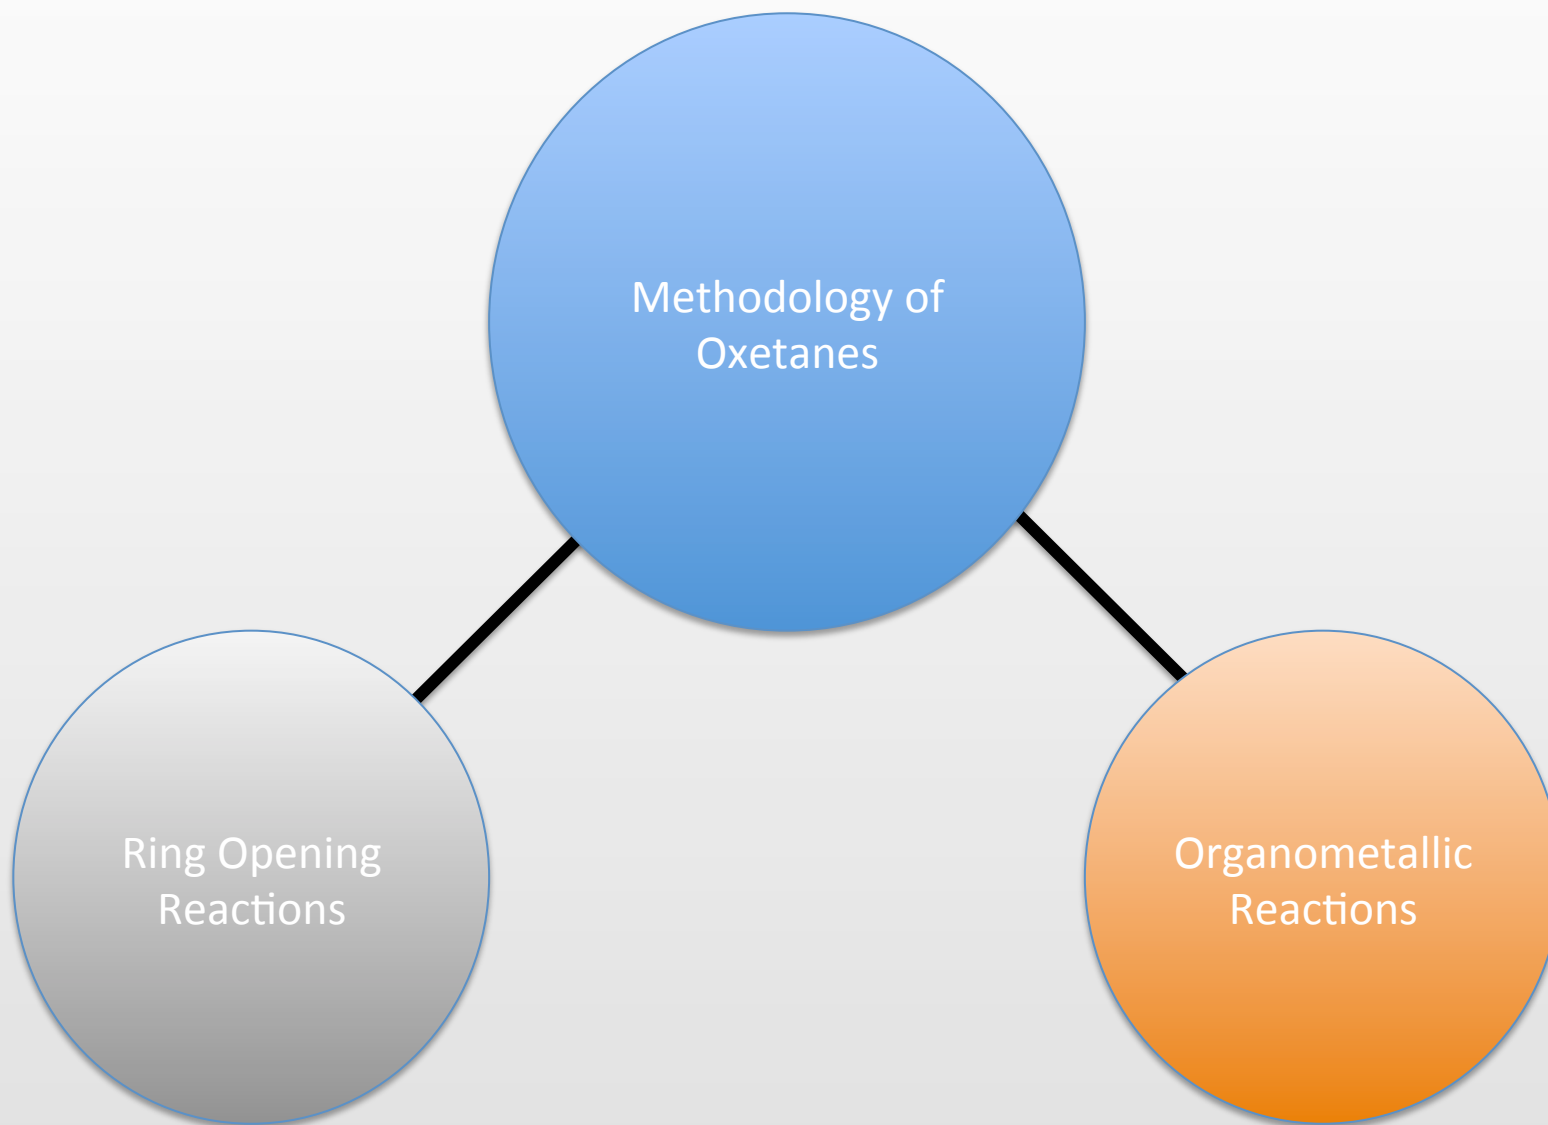 Methodology of
Oxetanes
Ring Opening
Reactions
Organometallic
Reactions